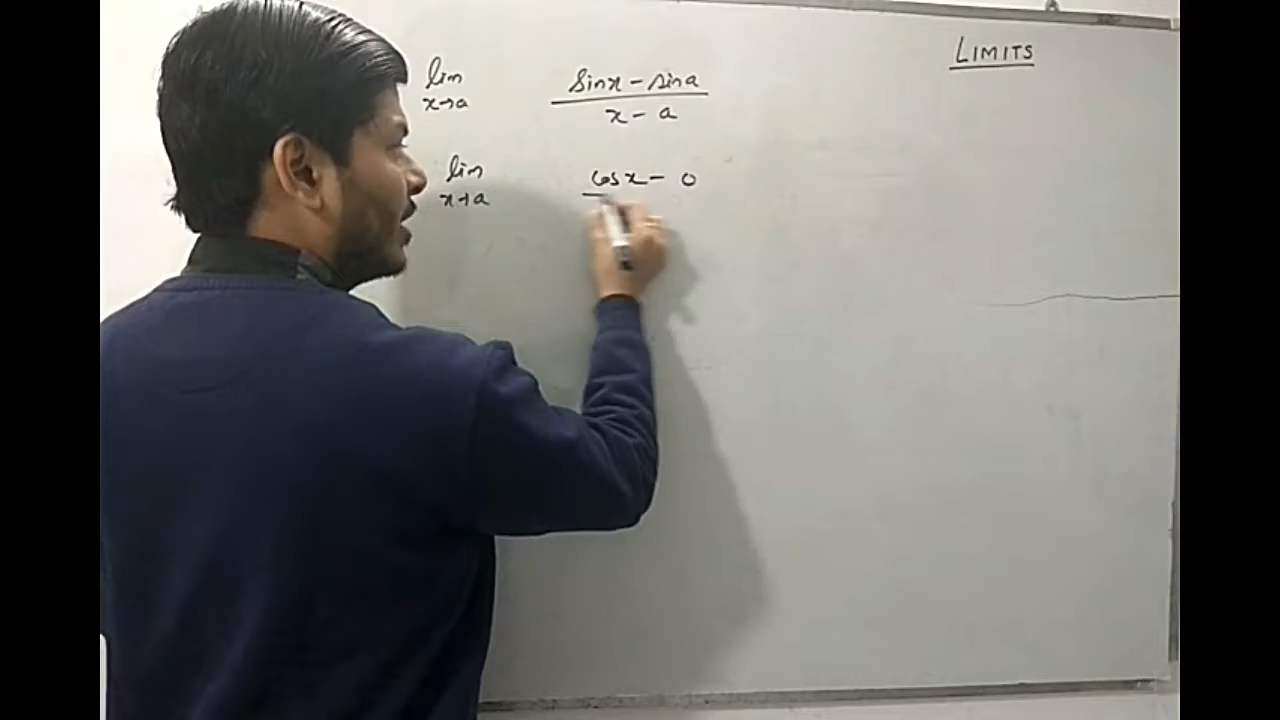 LIMITS
lim sinx - sina
x→a x - a
lim cosx - 0
x→a